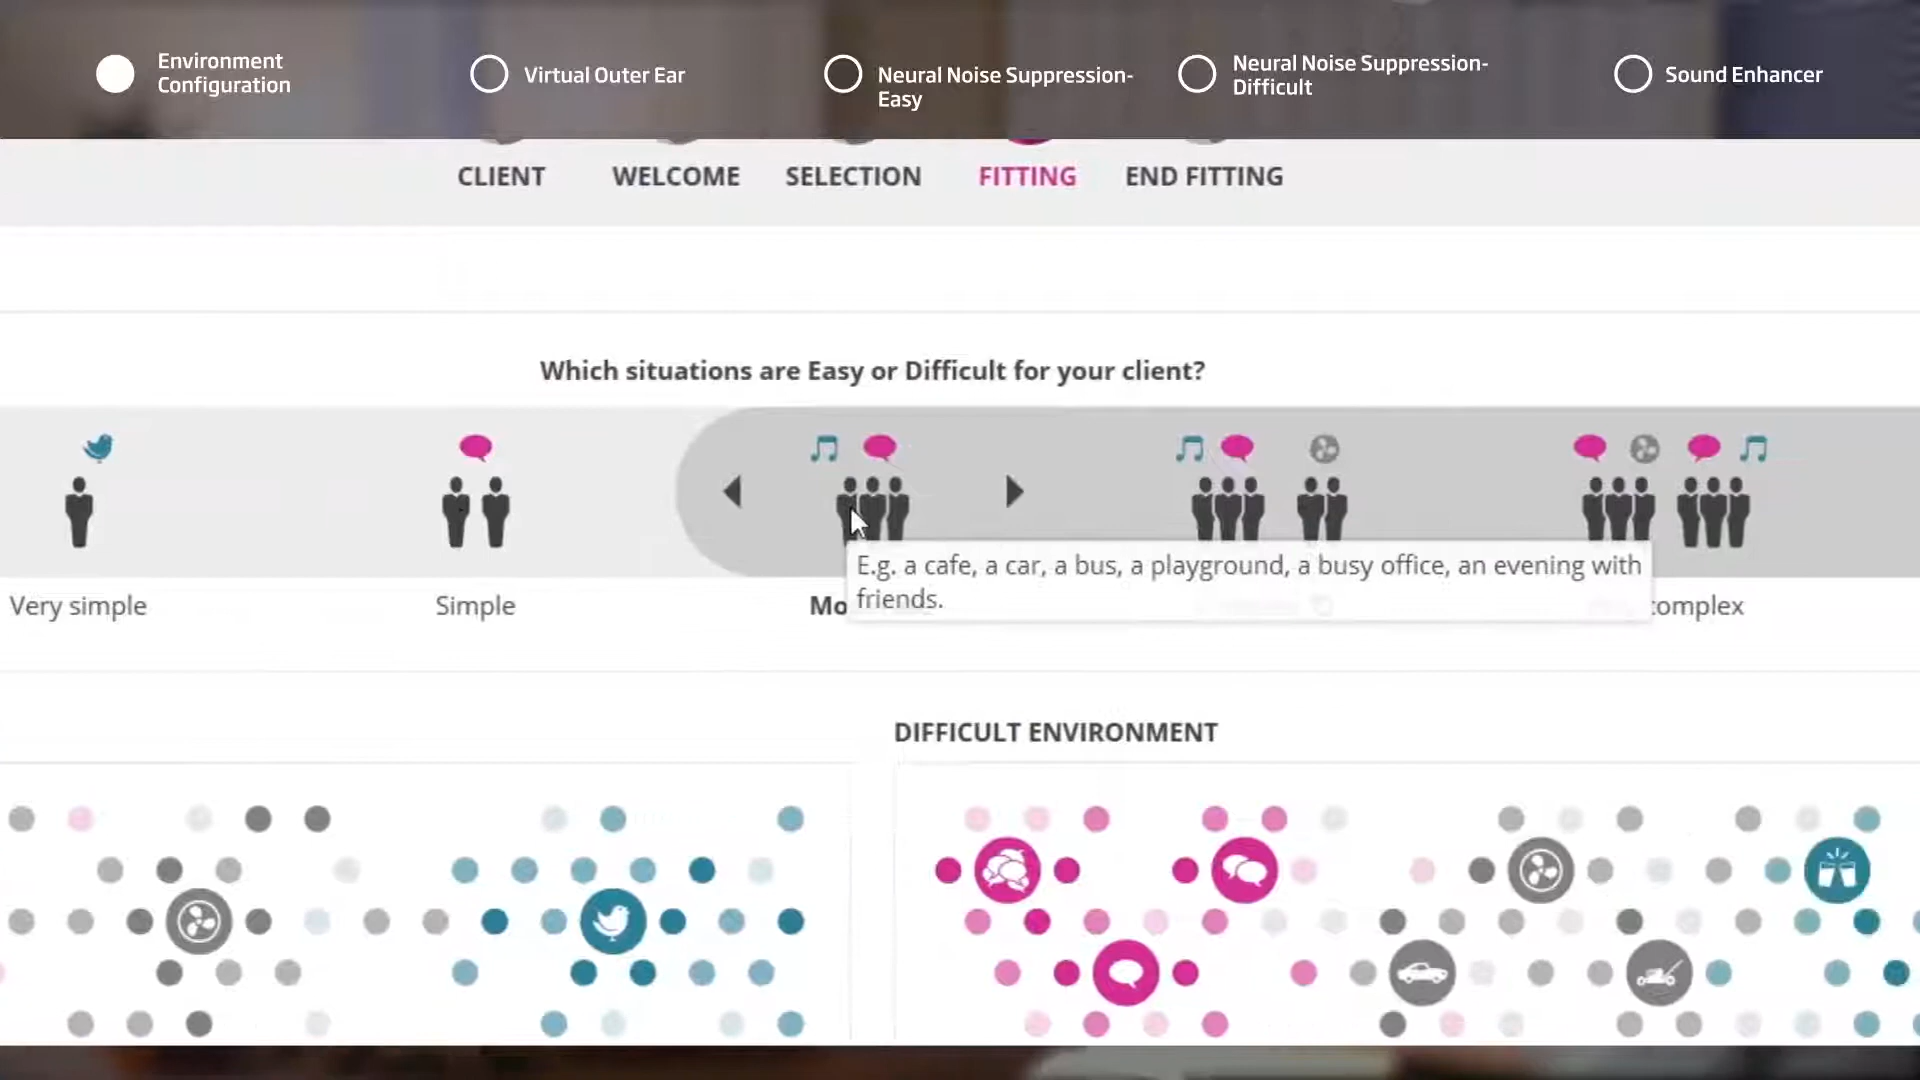 Environment
Configuration
Virtual Outer Ear
Neural Noise Suppression-
Easy
Neural Noise Suppression-
Difficult
Sound Enhancer
CLIENT
WELCOME
SELECTION
FITTING
END FITTING
Which situations are Easy or Difficult for your client?
E.g. a cafe, a car, a bus, a playground, a busy office, an evening with
friends.
Very simple
Simple
Mo
complex
DIFFICULT ENVIRONMENT